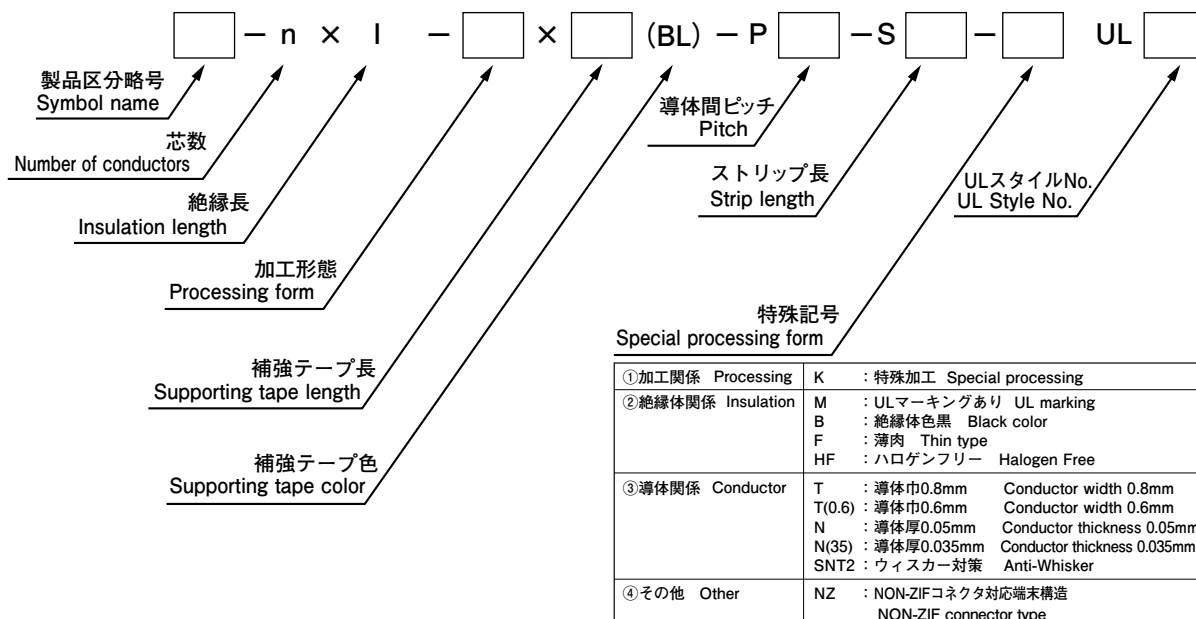 - n × l - × (BL) - P - S - UL
製品区分略号
Symbol name
芯数
Number of conductors
絶縁長
Insulation length
加工形態
Processing form
補強テープ長
Supporting tape length
補強テープ色
Supporting tape color
導体間ピッチ
Pitch
ストリップ長
Strip length
特殊記号
Special processing form
ULスタイルNo.
UL Style No.
①加工関係 Processing K : 特殊加工 Special processing
②絶縁体関係 Insulation M : ULマーキングあり UL marking
B : 絶縁体色黒 Black color
F : 薄肉 Thin type
HF : ハロゲンフリー Halogen Free
③導体関係 Conductor T : 導体巾0.8mm Conductor width 0.8mm
T(0.6) : 導体巾0.6mm Conductor width 0.6mm
N : 導体厚0.05mm Conductor thickness 0.05mm
N(35) : 導体厚0.035mm Conductor thickness 0.035mm
SNT2 : ウィスカー対策 Anti-Whisker
④その他 Other NZ : NON-ZIFコネクタ対応端末構造
NON-ZIF connector type